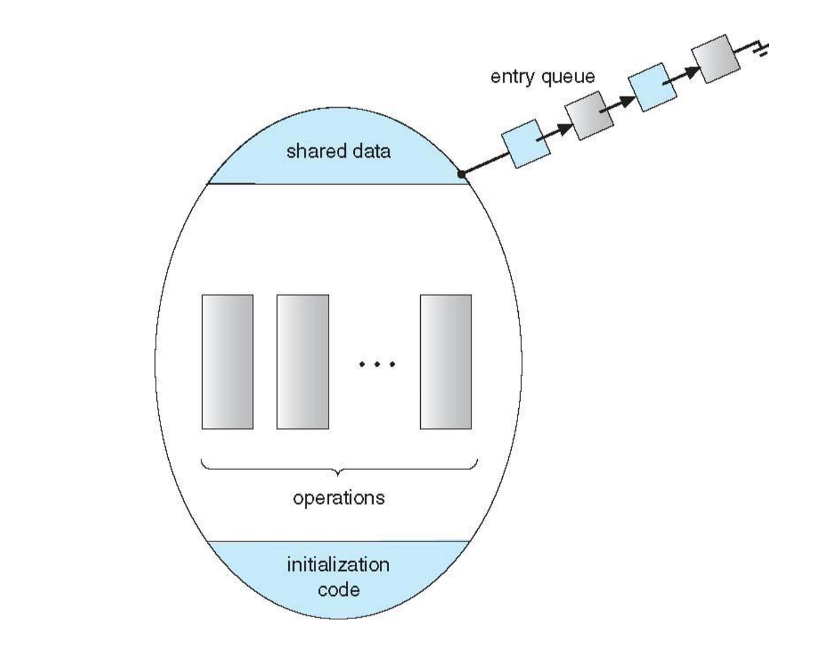 entry queue
shared data
. . .
operations
initialization
code